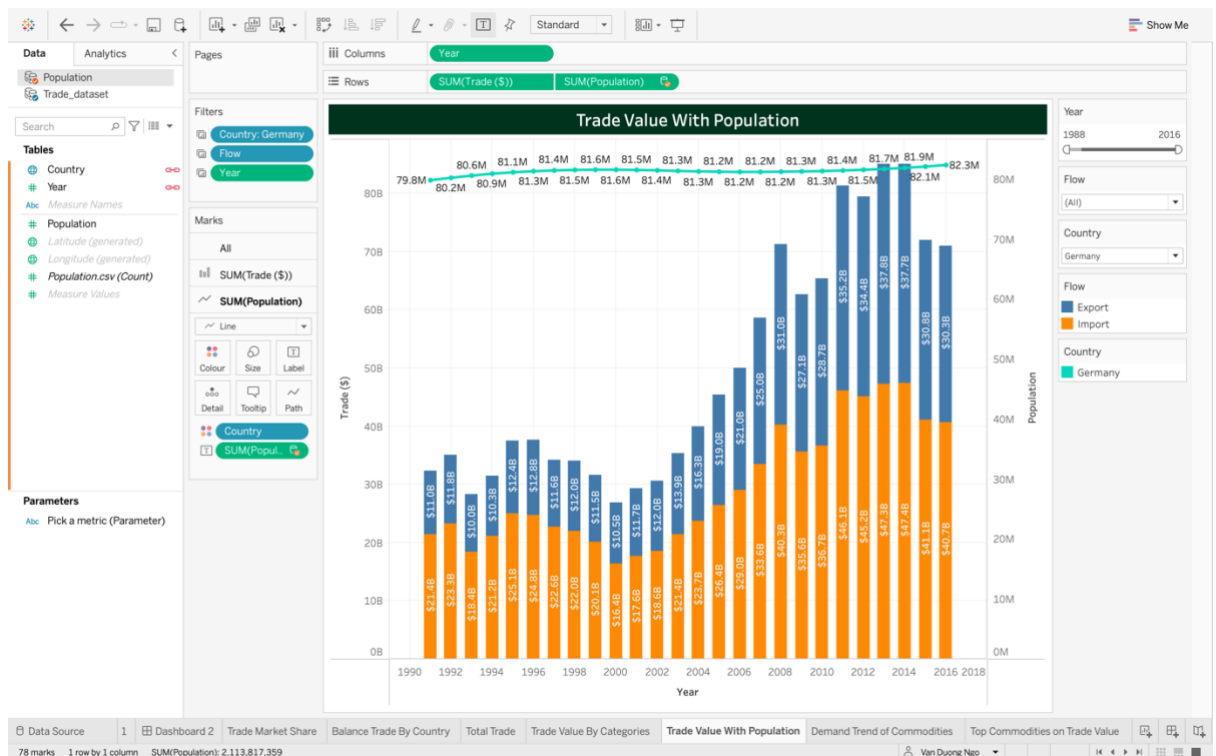 Standard
Show Me
Data
Analytics
Population
Trade_dataset
Search
Tables
Country
Year
Abc Measure Names
Population
Latitude (generated)
Longitude (generated)
Population.csv (Count)
Measure Values
Parameters
Abc Pick a metric (Parameter)
Pages
Filters
Country: Germany
Flow
Year
Marks
All
SUM(Trade ($))
SUM(Population)
Line
Colour Size Label
Detail Tooltip Path
Country
SUM(Popul..
Columns Year
Rows SUM(Trade ($)) SUM(Population)
Trade Value With Population
79.8M 80.2M 80.6M 80.9M 81.1M 81.3M 81.4M 81.5M 81.6M 81.6M 81.5M 81.4M 81.3M 81.3M 81.2M 81.2M 81.2M 81.2M 81.3M 81.3M 81.4M 81.5M 81.7M 81.9M 82.1M 82.3M
Trade ($)
80B
70B
60B
50B
40B
30B
20B
10B
0B
$11.0B $11.8B $10.0B $10.3B $12.4B $12.8B $11.6B $12.0B $11.5B $10.5B $11.7B $12.0B $13.9B $16.3B $19.0B $21.0B $25.0B $31.0B $27.1B $28.7B $35.2B $34.4B $37.8B $37.7B $30.8B $30.3B
$21.4B $23.3B $18.4B $21.2B $25.1B $24.8B $22.6B $22.0B $20.1B $16.4B $17.6B $18.6B $21.4B $23.7B $26.4B $29.0B $33.6B $40.3B $35.6B $36.7B $46.1B $45.2B $47.3B $47.4B $41.1B $40.7B
80M
70M
60M
50M
40M
30M
20M
10M
0M
Population
1990 1992 1994 1996 1998 2000 2002 2004 2006 2008 2010 2012 2014 2016 2018
Year
Year
1988 2016
Flow
(All)
Country
Germany
Flow
Export
Import
Country
Germany
Data Source 1 Dashboard 2 Trade Market Share Balance Trade By Country Total Trade Trade Value By Categories Trade Value With Population Demand Trend of Commodities Top Commodities on Trade Value
78 marks 1 row by 1 column SUM(Population): 2,113,817,359 Van Duong Ngo